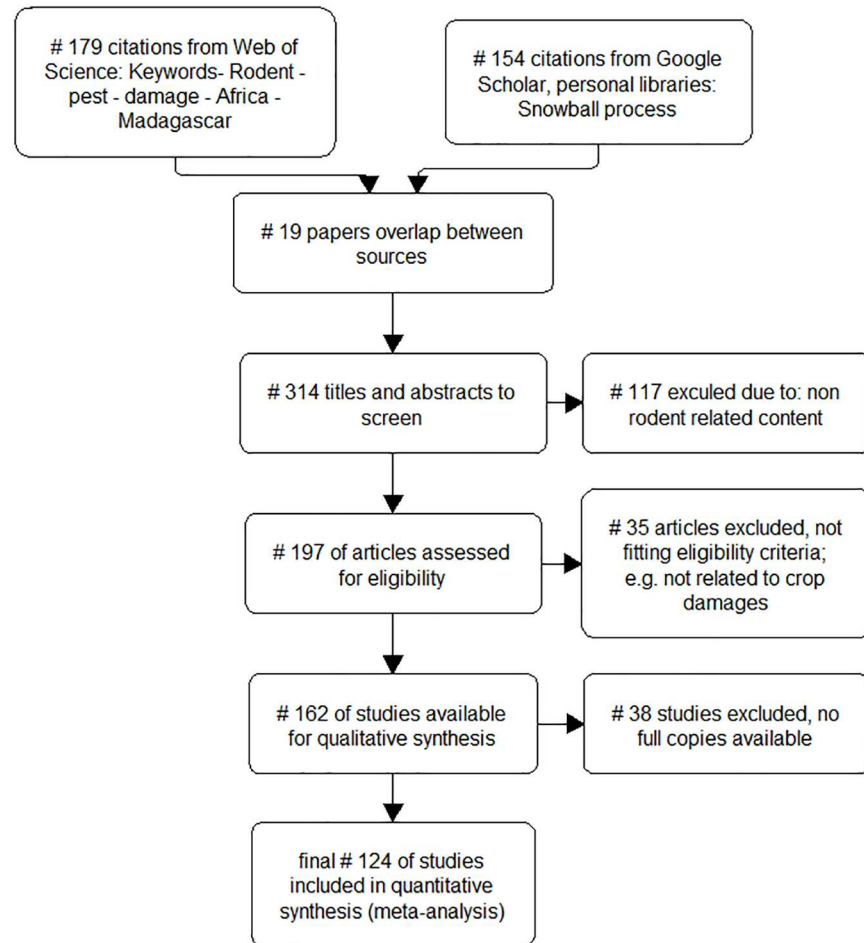 # 179 citations from Web of
Science: Keywords- Rodent -
pest - damage - Africa -
Madagascar
# 154 citations from Google
Scholar, personal libraries:
Snowball process
# 19 papers overlap between
sources
# 314 titles and abstracts to
screen
# 117 exculed due to: non
rodent related content
# 197 of articles assessed
for eligibility
# 35 articles excluded, not
fitting eligibility criteria;
e.g. not related to crop
damages
# 162 of studies available
for qualitative synthesis
# 38 studies excluded, no
full copies available
final # 124 of studies
included in quantitative
synthesis (meta-analysis)